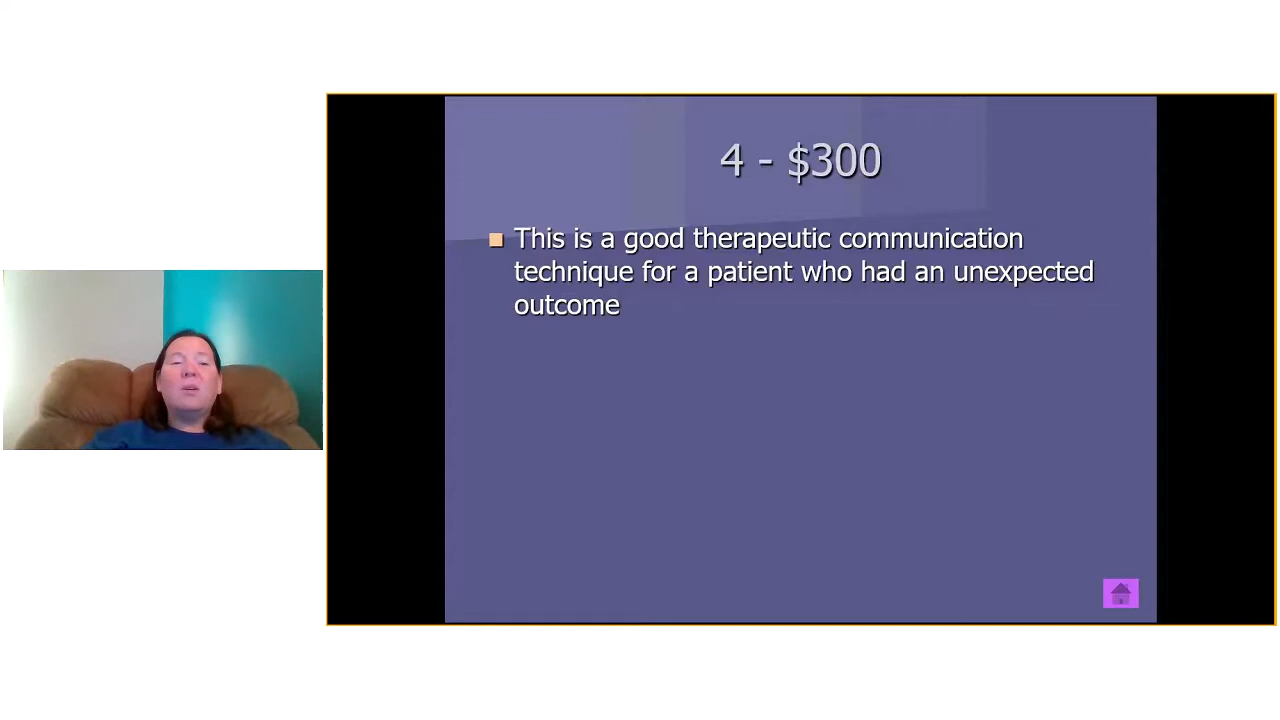 4 - $300
This is a good therapeutic communication
technique for a patient who had an unexpected
outcome